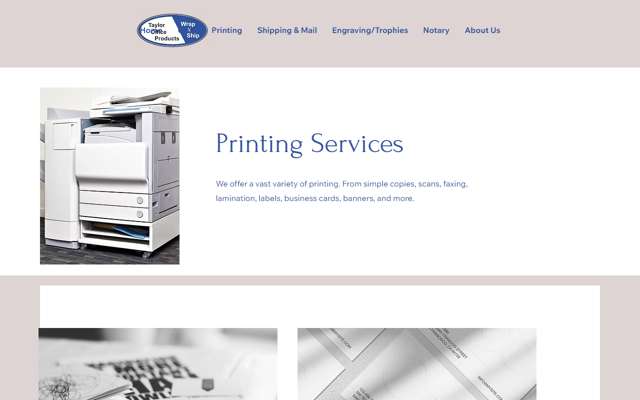 Home
Taylor
Office
Products
Wrap
N'
Ship
Printing
Shipping & Mail
Engraving/Trophies
Notary
About Us
Printing Services
We offer a vast variety of printing. From simple copies, scans, faxing,
lamination, labels, business cards, banners, and more.